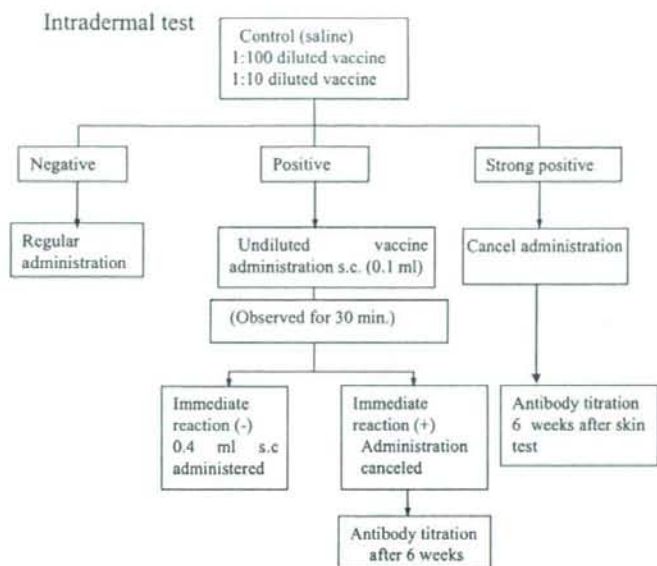 Intradermal test
Control (saline)
1:100 diluted vaccine
1:10 diluted vaccine
Negative
Positive
Strong positive
Regular
administration
Undiluted vaccine
administration s.c. (0.1 ml)
Cancel administration
(Observed for 30 min.)
Immediate
reaction (-)
0.4 ml s.c
administered
Immediate
reaction (+)
Administration
canceled
Antibody titration
6 weeks after skin
test
Antibody titration
after 6 weeks